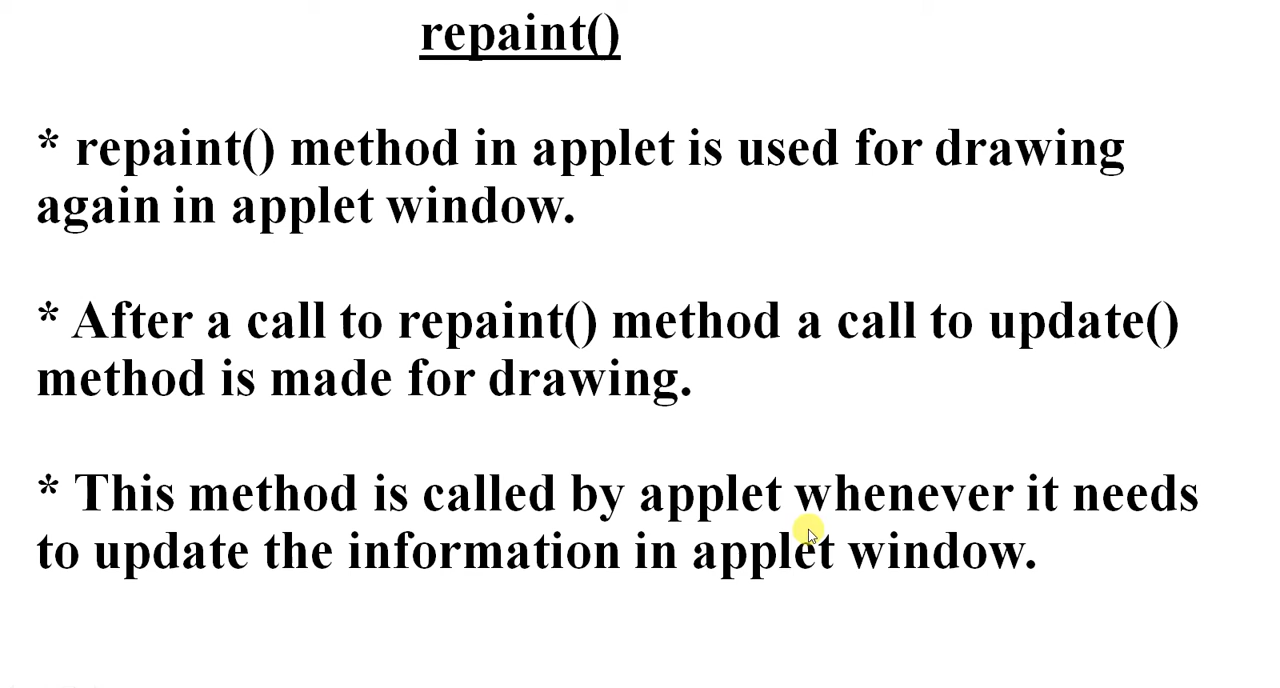 repaint()
* repaint() method in applet is used for drawing
again in applet window.
* After a call to repaint() method a call to update()
method is made for drawing.
* This method is called by applet whenever it needs
to update the information in applet window.